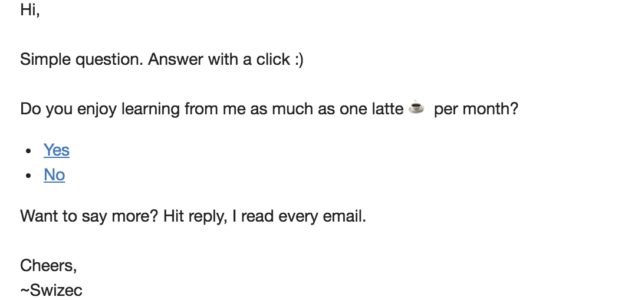 Hi,
Simple question. Answer with a click :)
Do you enjoy learning from me as much as one latte ☕ per month?
• Yes
• No
Want to say more? Hit reply, I read every email.
Cheers,
~Swizec